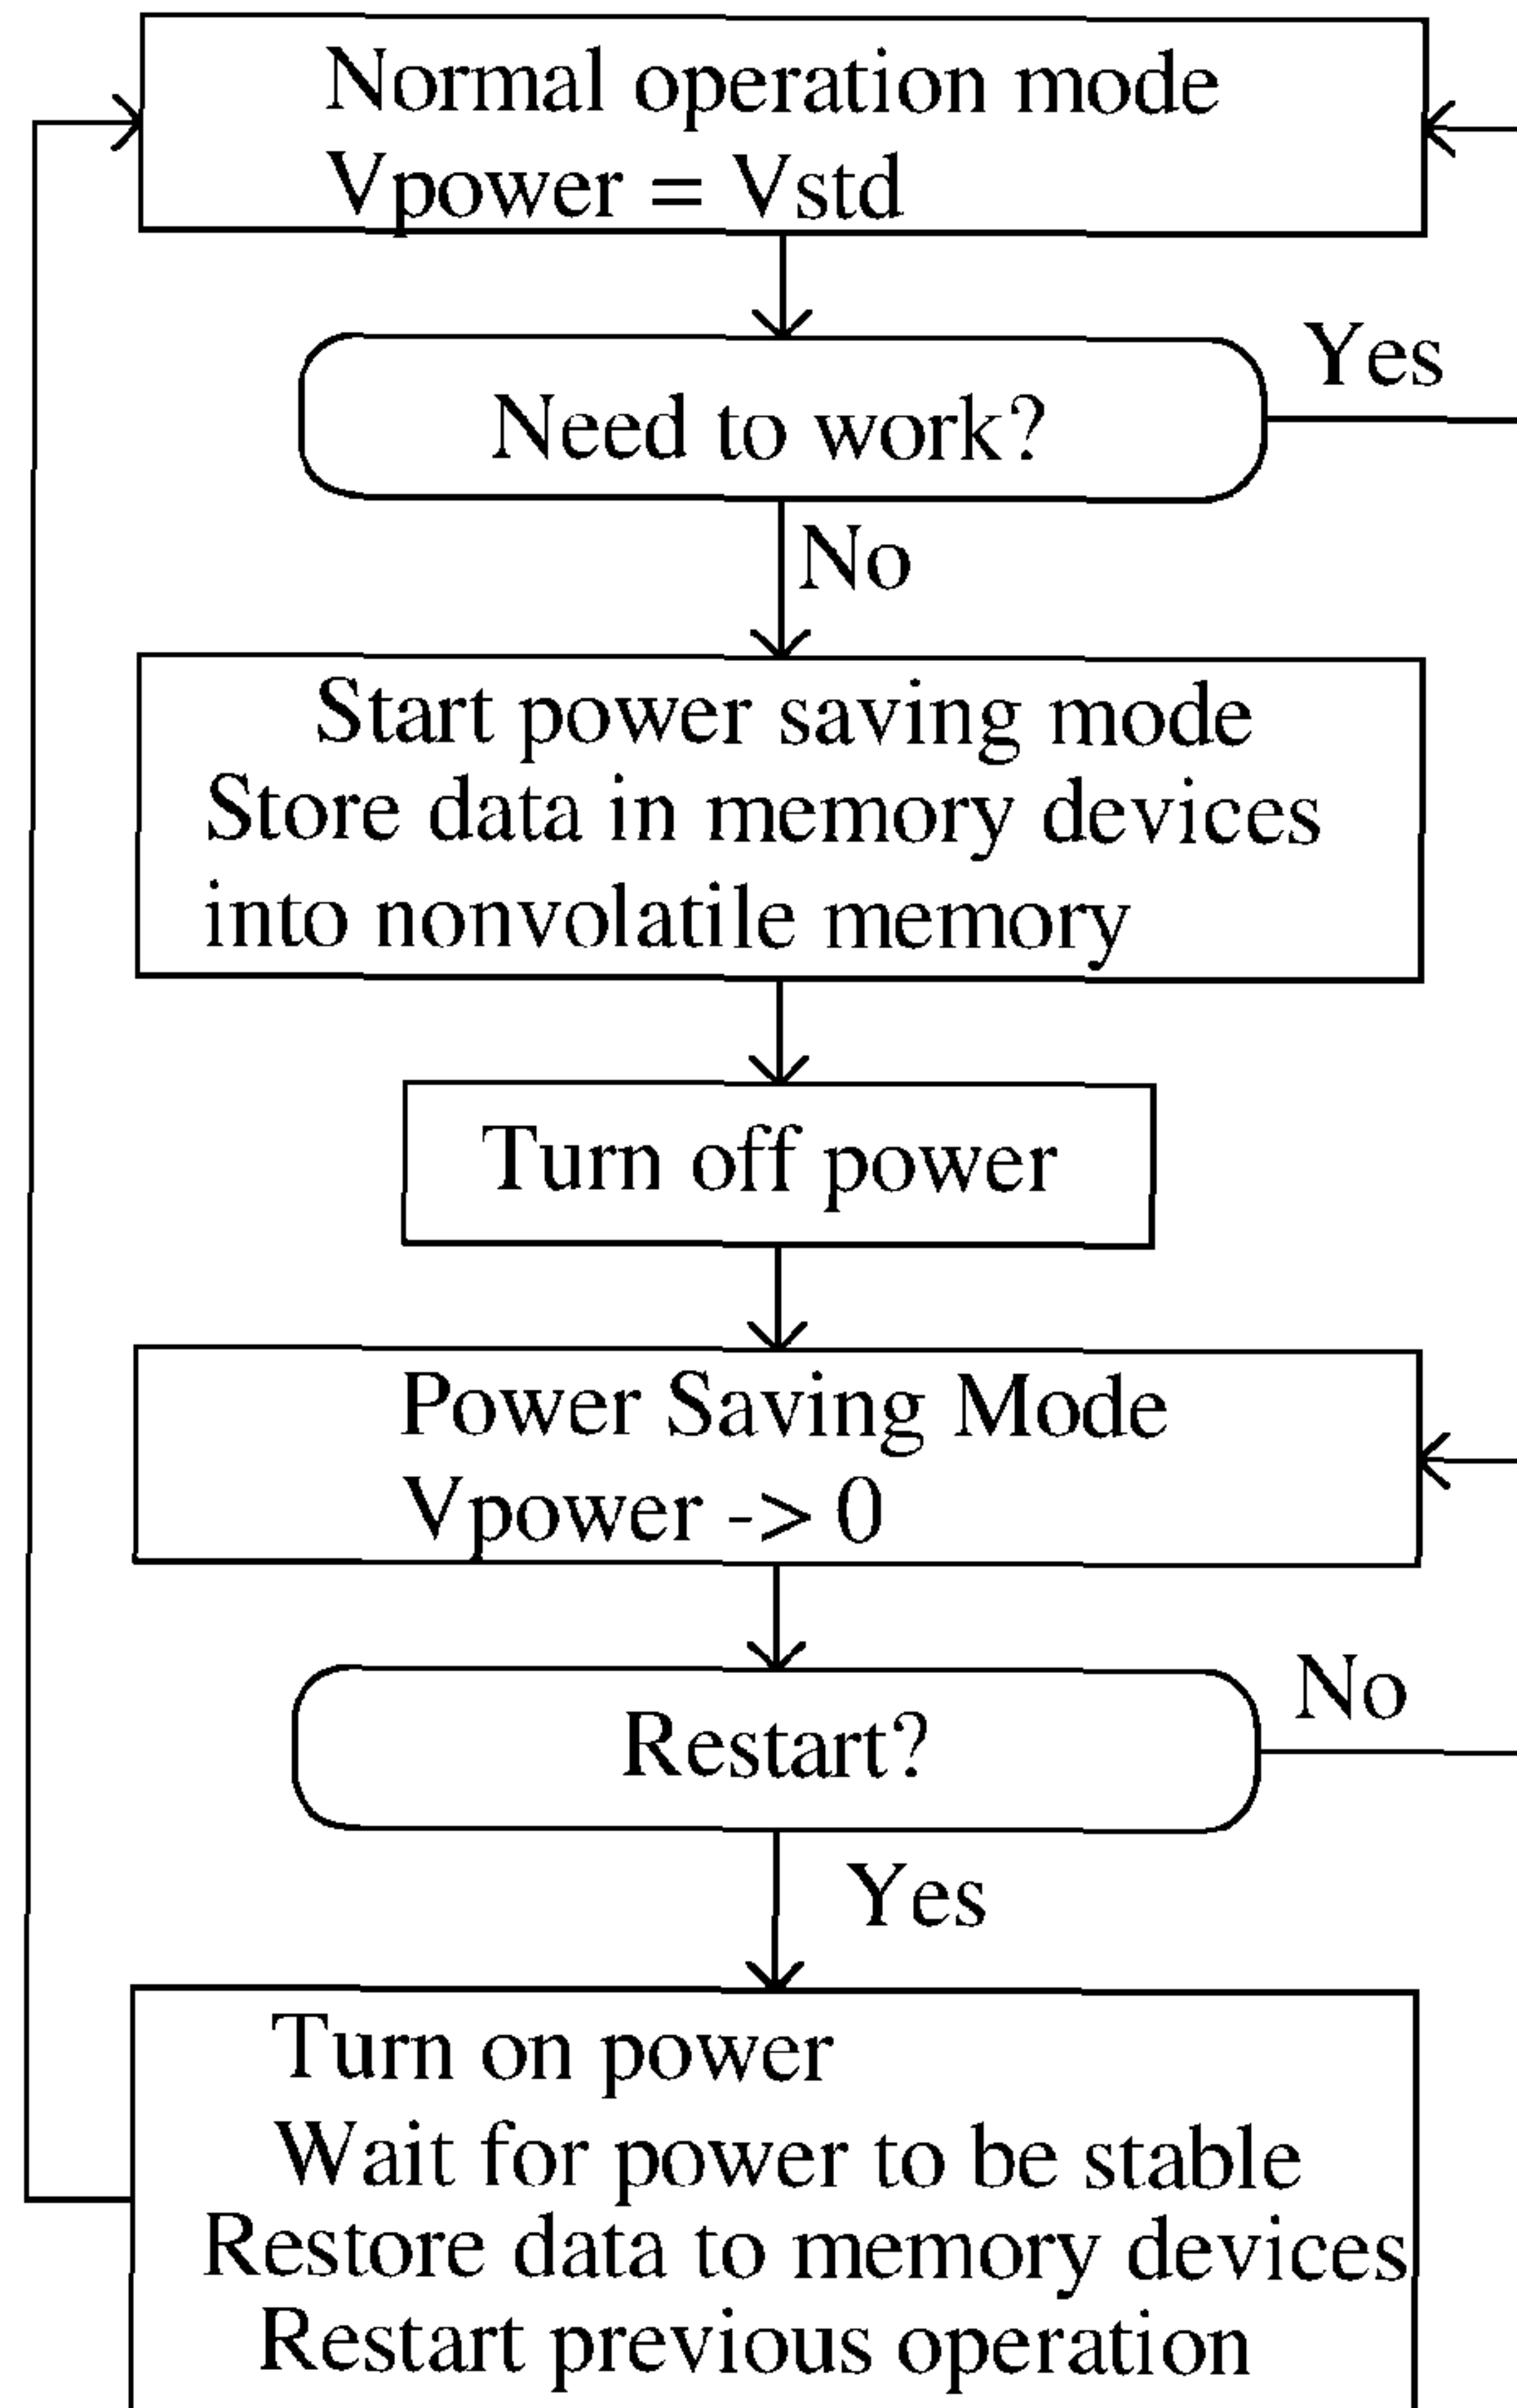 Normal operation mode
Vpower = Vstd
Need to work?
Yes
No
Start power saving mode
Store data in memory devices
into nonvolatile memory
Turn off power
Power Saving Mode
Vpower -> 0
Restart?
No
Yes
Turn on power
Wait for power to be stable
Restore data to memory devices
Restart previous operation